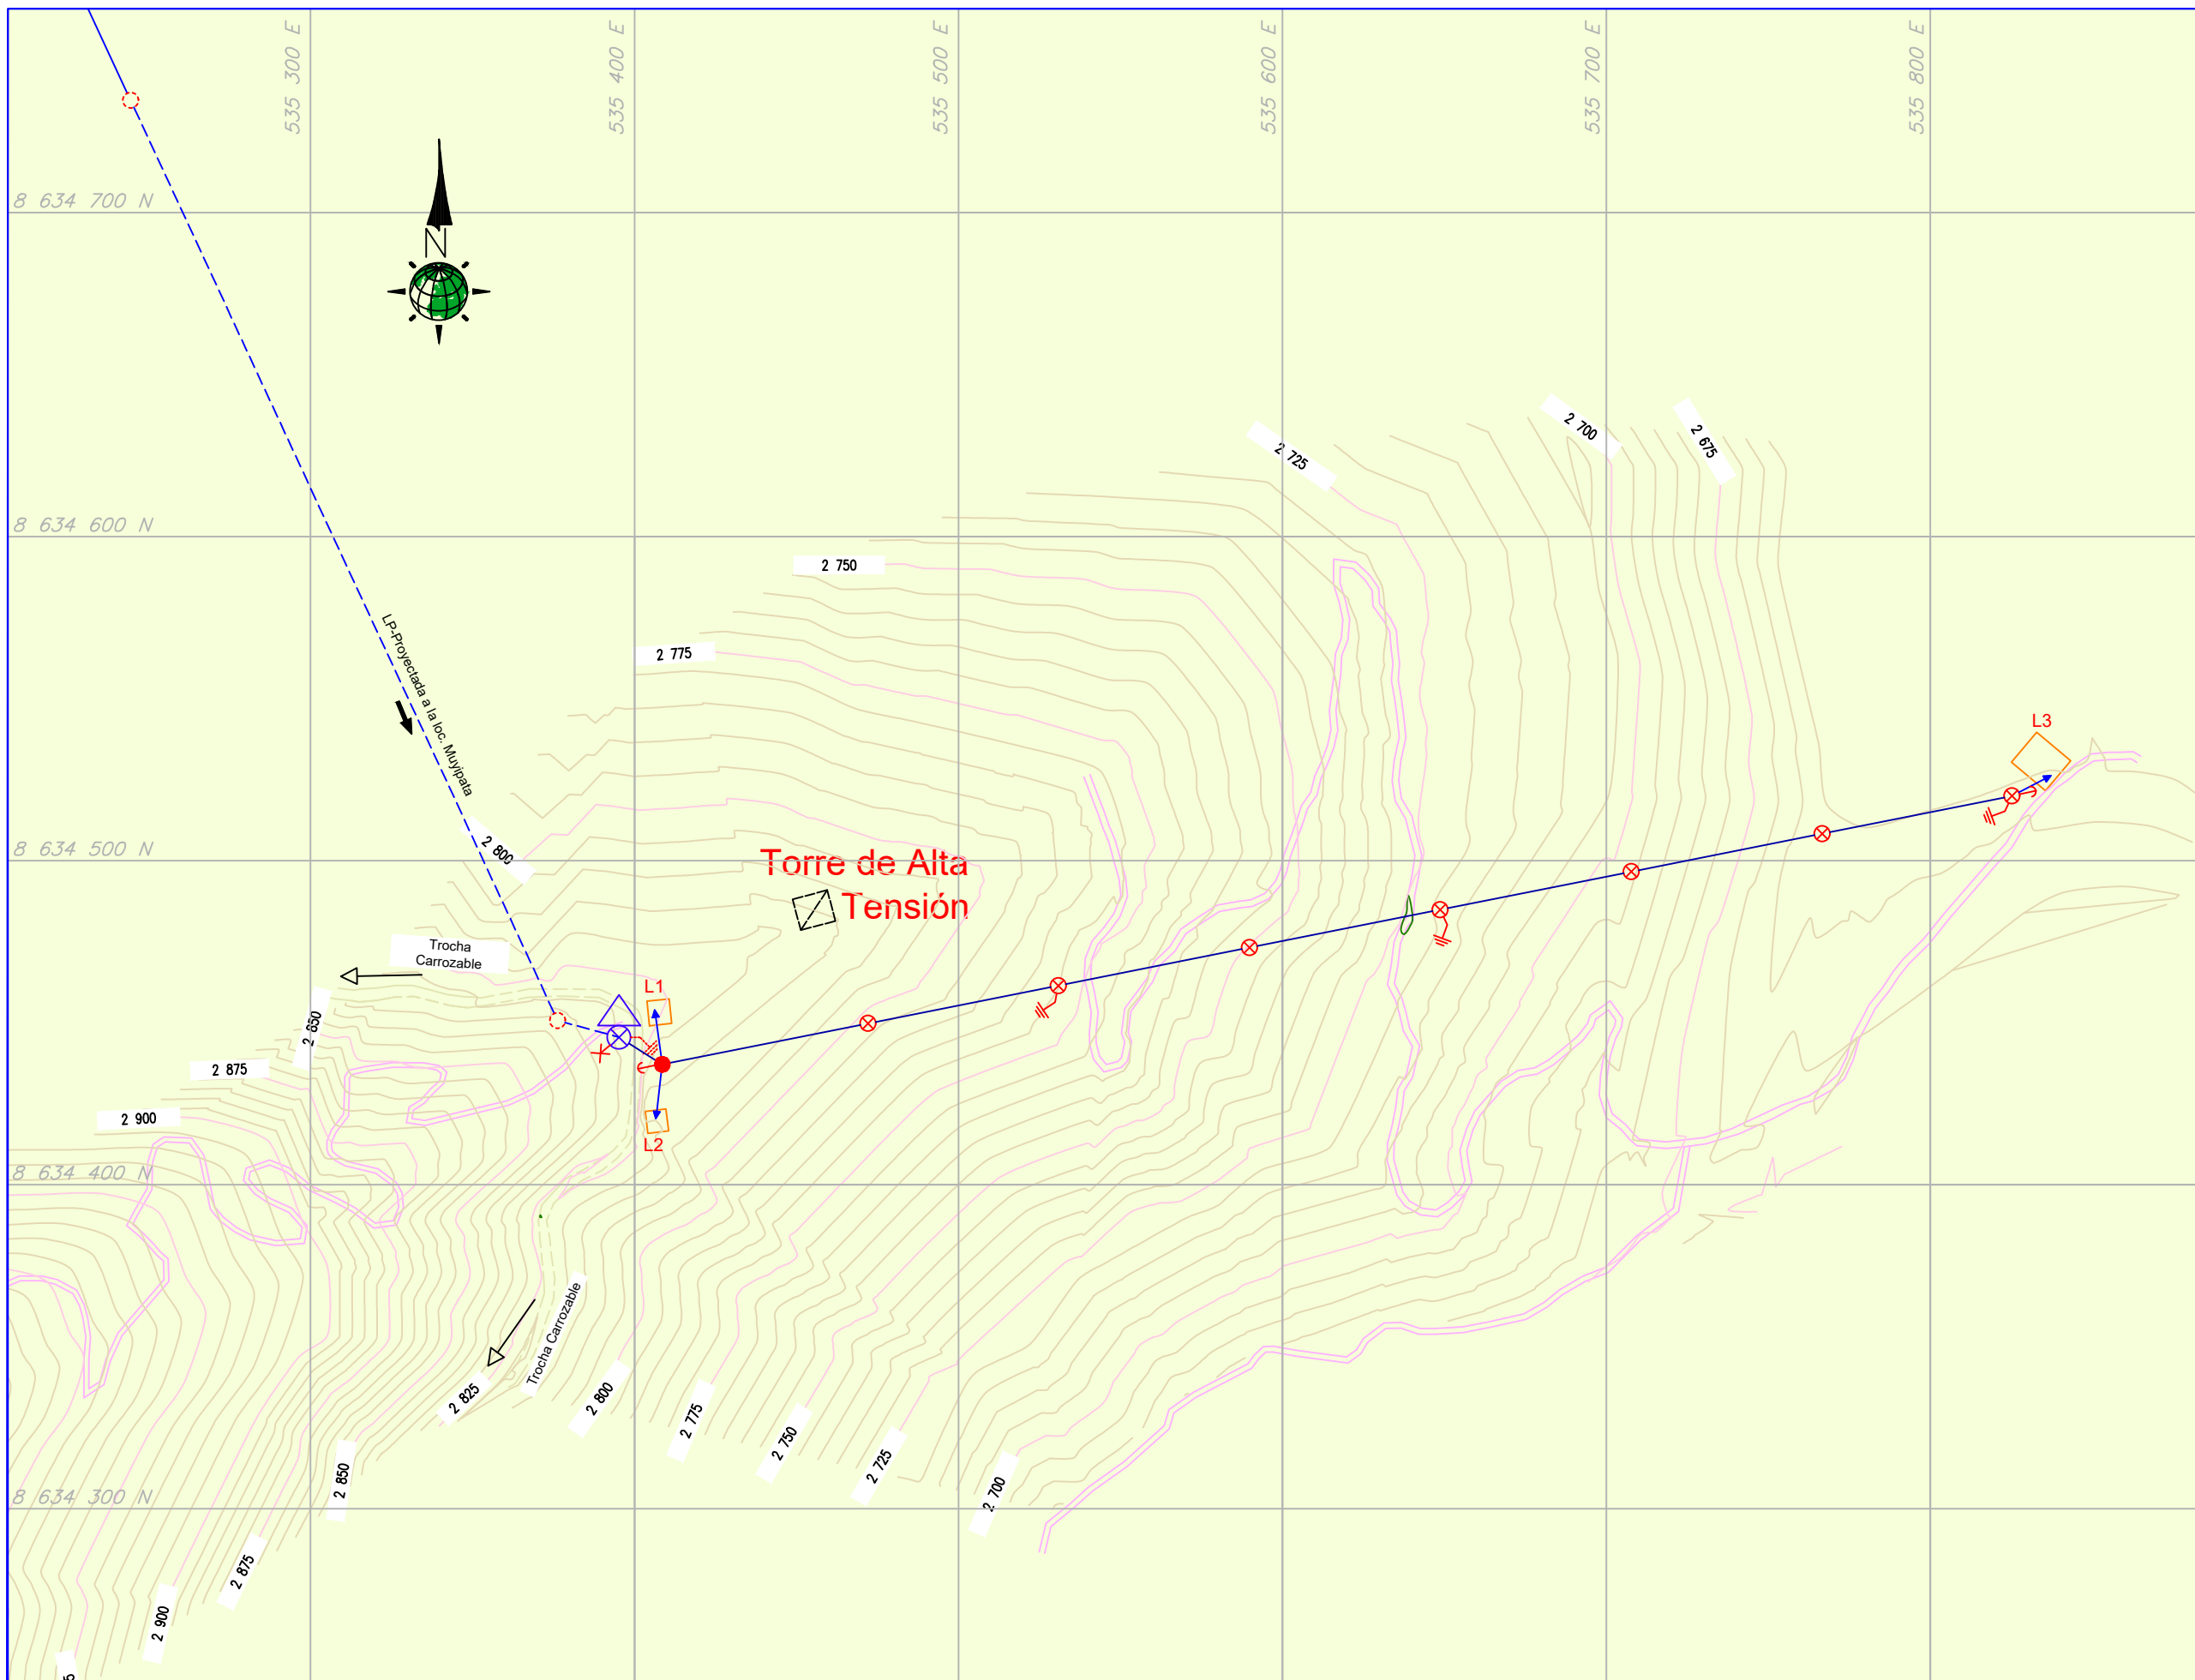 535 300 E
535 400 E
535 500 E
535 600 E
535 700 E
535 800 E
8 634 700 N
N
2 725
2 700
2 675
8 634 600 N
2 750
2 775
LP-Proyectada a la loc. Muyipata
L3
2 800
8 634 500 N
Torre de Alta
Tensión
Trocha
Carrozable
L1
2 850
2 875
2 900
L2
8 634 400 N
Trocha Carrozable
2 825
2 800
2 775
2 750
2 725
2 700
2 850
8 634 300 N
2 875
2 900